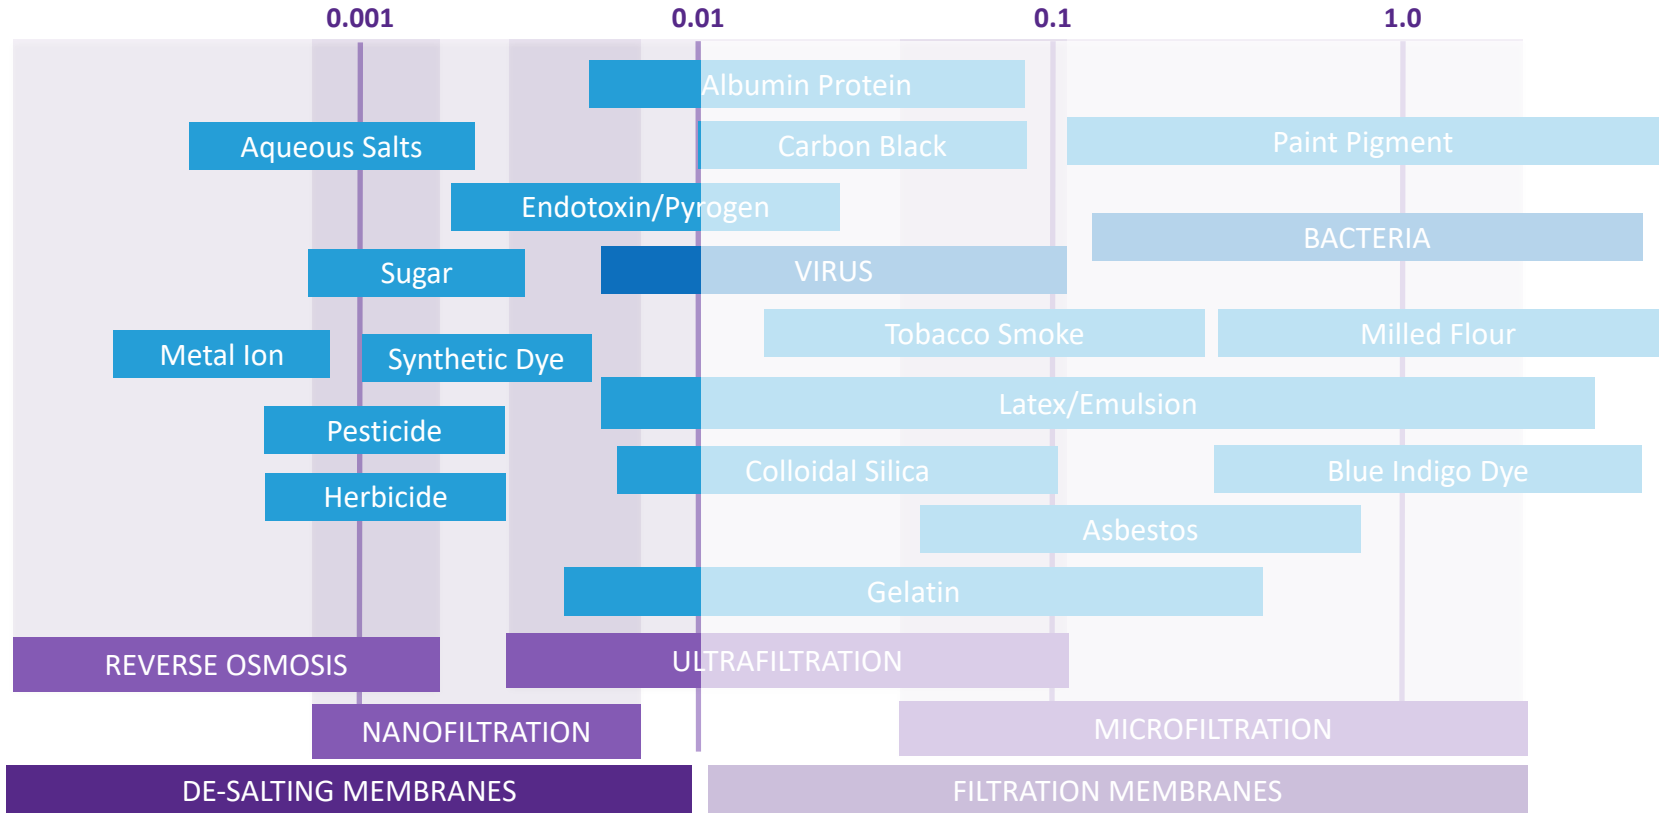 0.001 0.01 0.1 1.0
Albumin Protein
Aqueous Salts Carbon Black Paint Pigment
Endotoxin/Pyrogen
BACTERIA
Sugar VIRUS
Tobacco Smoke Milled Flour
Metal Ion Synthetic Dye
Latex/Emulsion
Pesticide
Colloidal Silica Blue Indigo Dye
Herbicide
Asbestos
Gelatin
REVERSE OSMOSIS ULTRAFILTRATION
NANOFILTRATION MICROFILTRATION
DE-SALTING MEMBRANES FILTRATION MEMBRANES